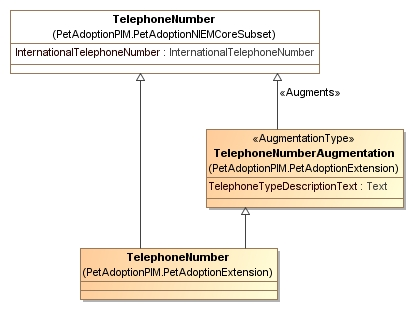 TelephoneNumber
(PetAdoptionPIM.PetAdoptionNIEMCoreSubset)
InternationalTelephoneNumber : InternationalTelephoneNumber
«Augments»
«AugmentationType»
TelephoneNumberAugmentation
(PetAdoptionPIM.PetAdoptionExtension)
TelephoneTypeDescriptionText : Text
TelephoneNumber
(PetAdoptionPIM.PetAdoptionExtension)